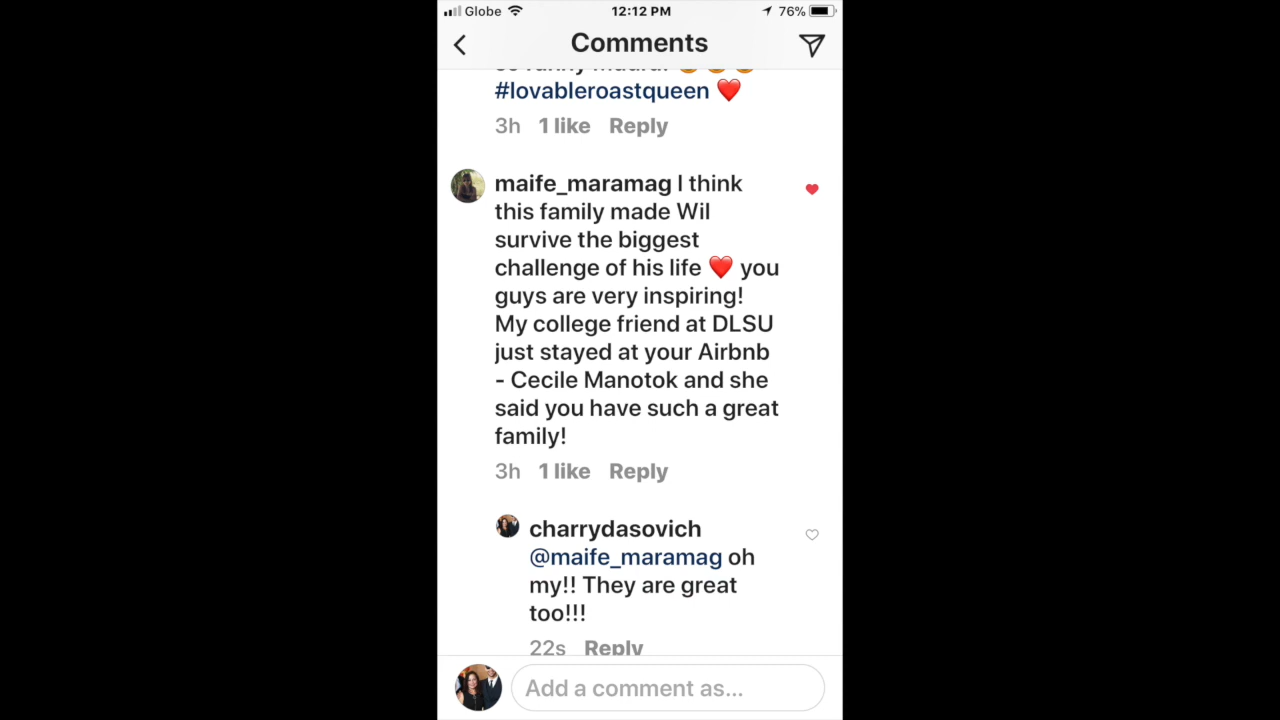 Globe 12:12 PM 76%
Comments
#lovableroastqueen ❤️
3h 1 like Reply
maife_maramag I think
this family made Wil
survive the biggest
challenge of his life ❤️ you
guys are very inspiring!
My college friend at DLSU
just stayed at your Airbnb
- Cecile Manotok and she
said you have such a great
family!
3h 1 like Reply
charrydasovich
@maife_maramag oh
my!! They are great
too!!!
22s Reply
Add a comment as...